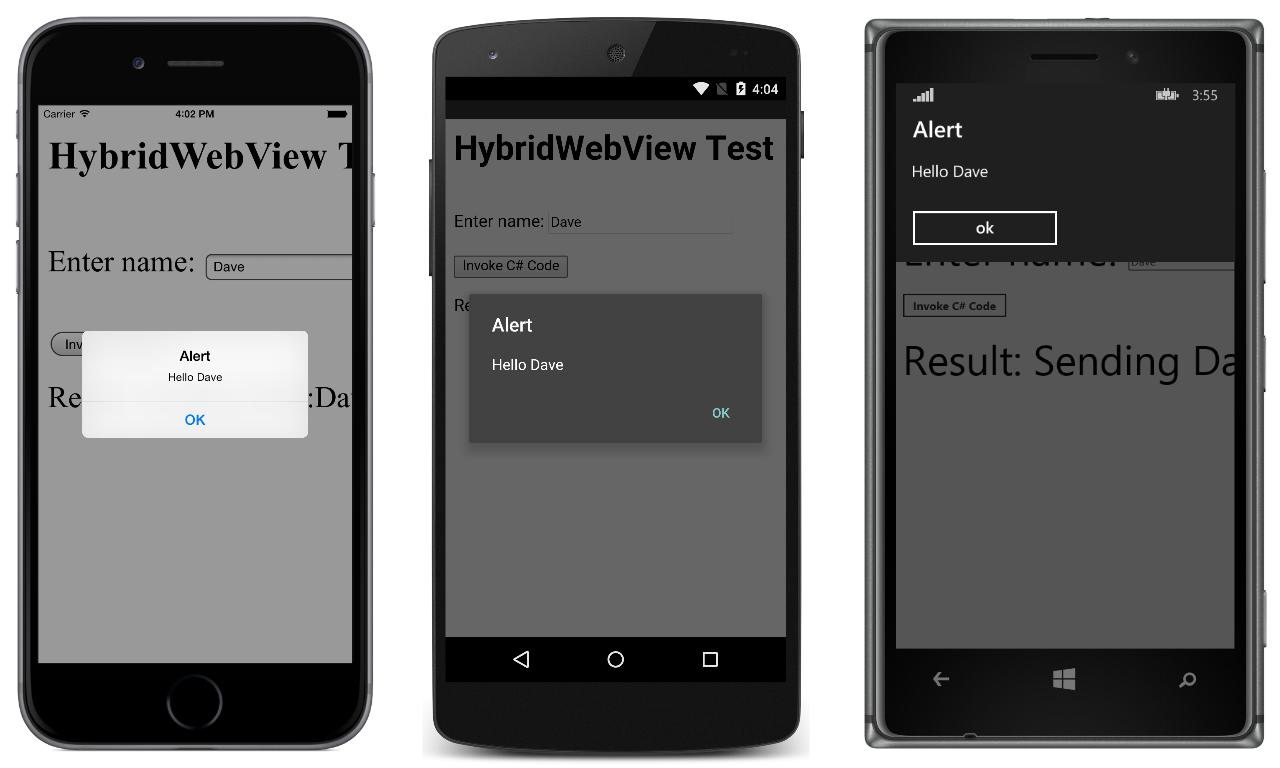 Carrier 4:02 PM
HybridWebView T
Enter name: Dave
Inv
Alert
Hello Dave
OK
Re :Da
4:04
HybridWebView Test
Enter name: Dave
Invoke C# Code
Re
Alert
Hello Dave
OK
3:55
Alert
Hello Dave
ok
Enter name: Dave
Invoke C# Code
Result: Sending Da